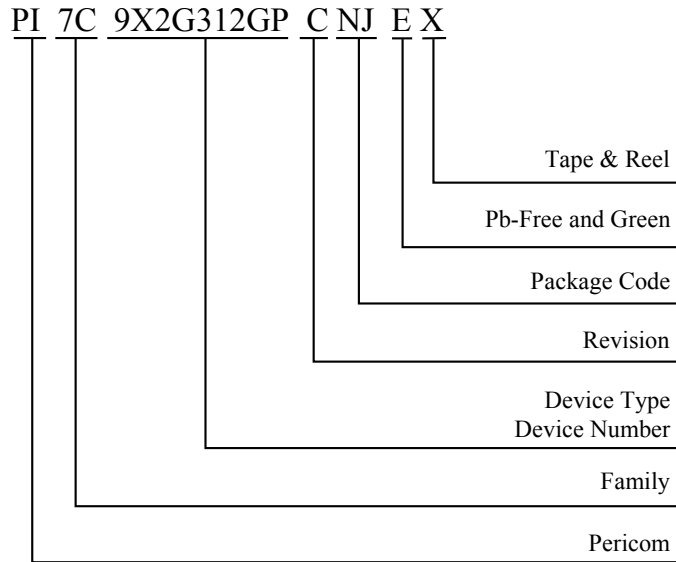 PI 7C 9X2G312GP C NJ E X
Tape & Reel
Pb-Free and Green
Package Code
Revision
Device Type
Device Number
Family
Pericom